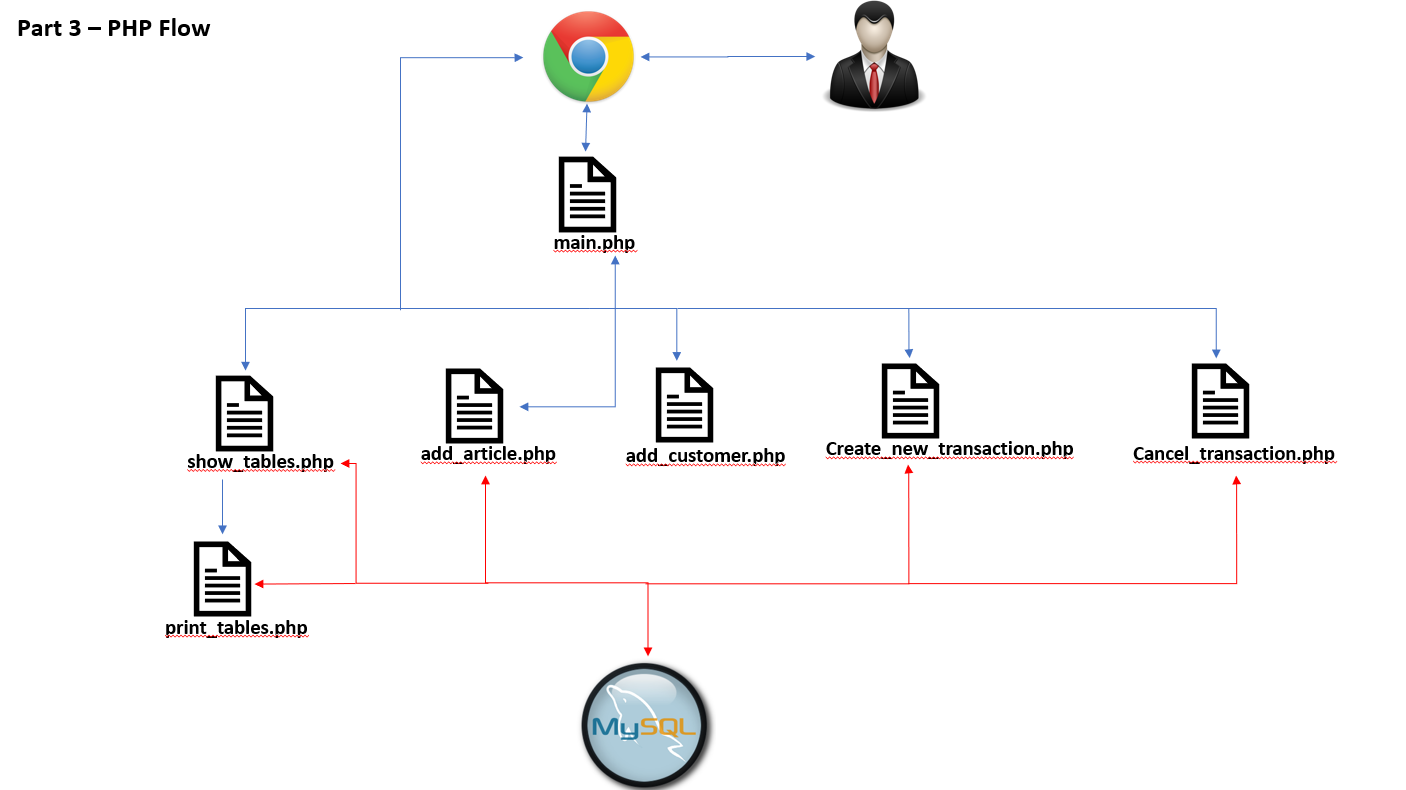 Part 3 – PHP Flow
main.php
show_tables.php
add_article.php
add_customer.php
Create_new_transaction.php
Cancel_transaction.php
print_tables.php
MySQL